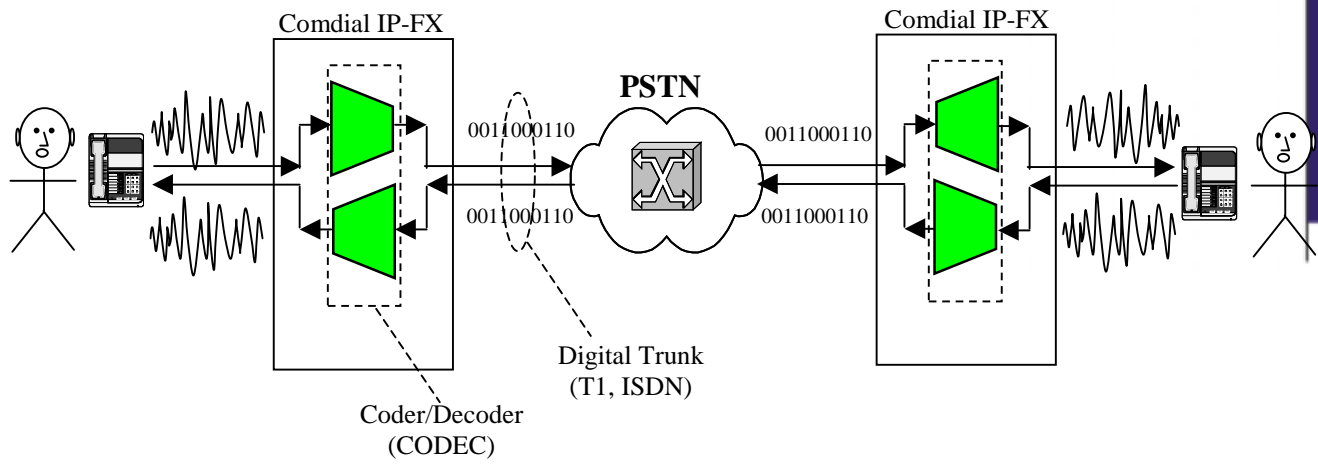 Comdial IP-FX
Comdial IP-FX
PSTN
0011000110
0011000110
0011000110
0011000110
Digital Trunk
(T1, ISDN)
Coder/Decoder
(CODEC)